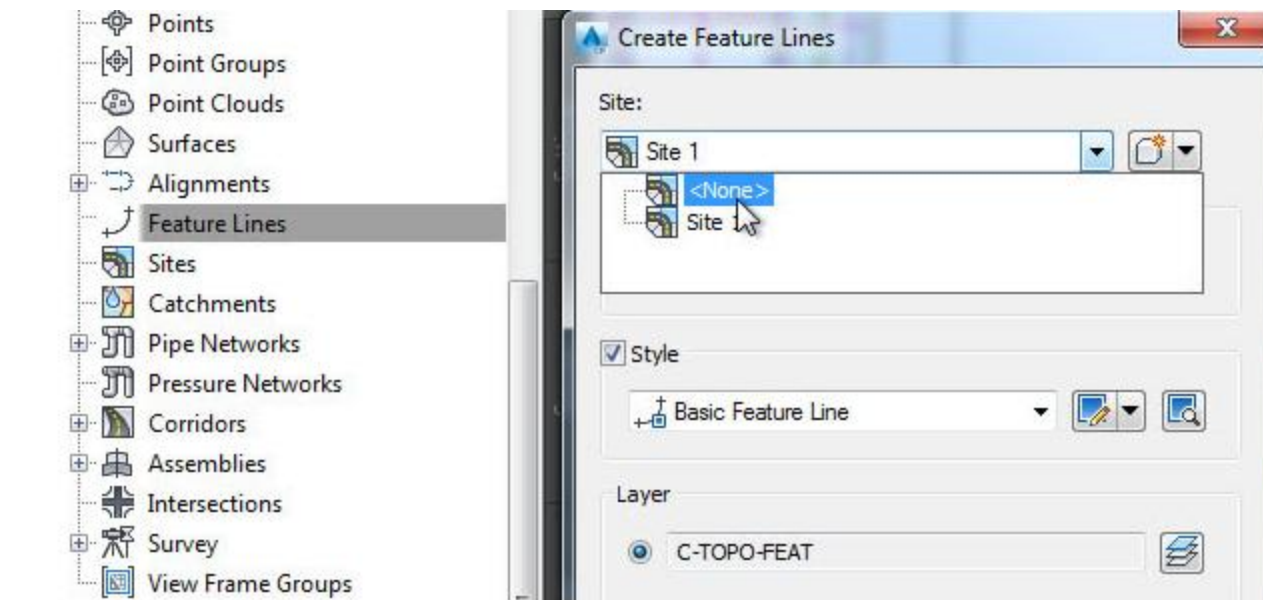 Points
Point Groups
Point Clouds
Surfaces
Alignments
Feature Lines
Sites
Catchments
Pipe Networks
Pressure Networks
Corridors
Assemblies
Intersections
Survey
View Frame Groups
Create Feature Lines
Site:
Site 1
<None>
Site 1
Style
Basic Feature Line
Layer
C-TOPO-FEAT